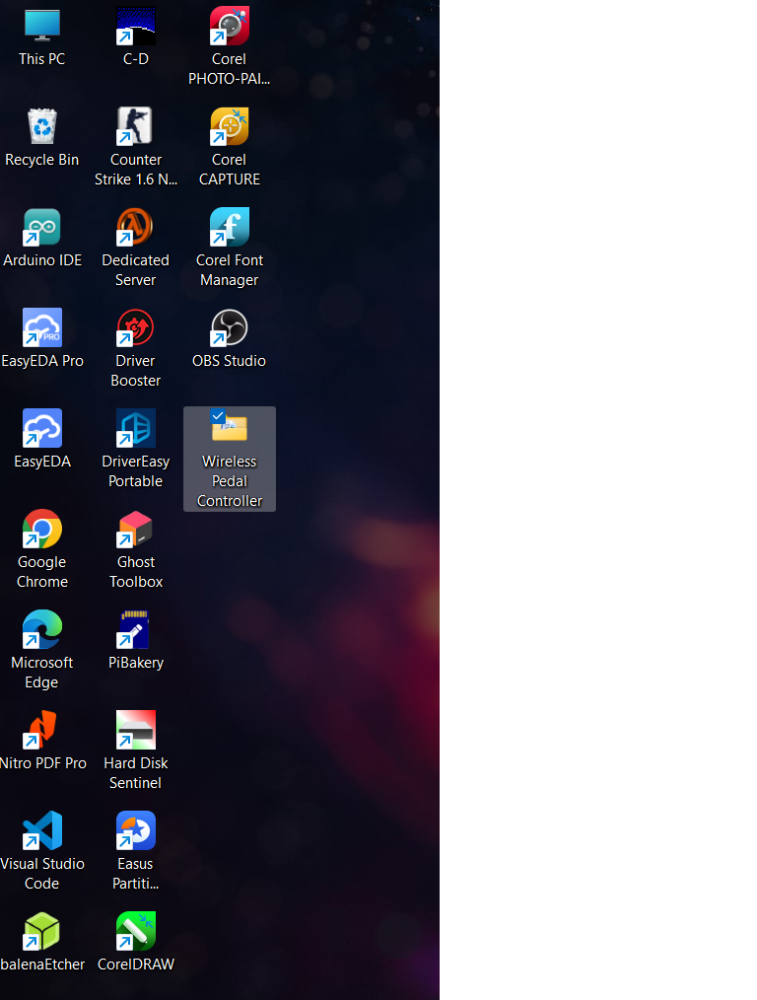 This PC
C-D
Corel
PHOTO-PAI...
Recycle Bin
Counter
Strike 1.6 N...
Corel
CAPTURE
Arduino IDE
Dedicated
Server
Corel Font
Manager
EasyEDA Pro
PRO
Driver
Booster
OBS Studio
EasyEDA
DriverEasy
Portable
Wireless
Pedal
Controller
Google
Chrome
Ghost
Toolbox
Microsoft
Edge
PiBakery
Nitro PDF Pro
Hard Disk
Sentinel
Visual Studio
Code
Easus
Partiti...
balenaEtcher
CorelDRAW